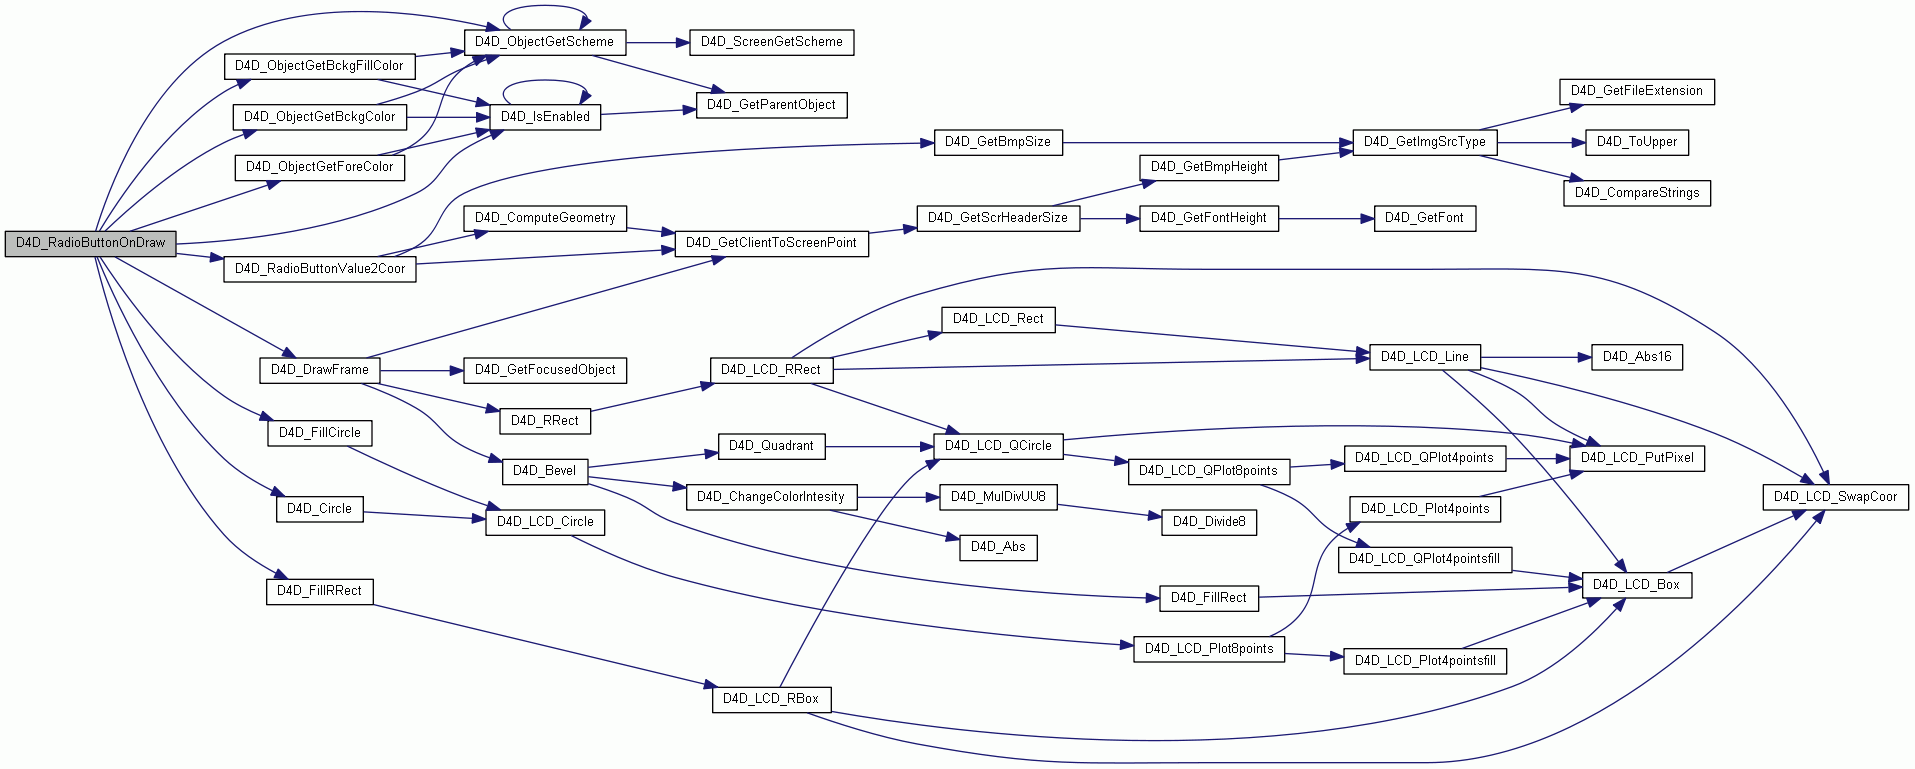 D4D_RadioButtonOnDraw
D4D_ObjectGetBckgFillColor
D4D_ObjectGetBckgColor
D4D_ObjectGetForeColor
D4D_RadioButtonValue2Coor
D4D_DrawFrame
D4D_FillCircle
D4D_Circle
D4D_FillRRect
D4D_ObjectGetScheme
D4D_IsEnabled
D4D_ComputeGeometry
D4D_GetFocusedObject
D4D_RRect
D4D_Bevel
D4D_LCD_Circle
D4D_ScreenGetScheme
D4D_GetParentObject
D4D_GetClientToScreenPoint
D4D_LCD_RRect
D4D_Quadrant
D4D_ChangeColorIntesity
D4D_LCD_RBox
D4D_GetBmpSize
D4D_GetScrHeaderSize
D4D_LCD_Rect
D4D_LCD_QCircle
D4D_MulDivUU8
D4D_Abs
D4D_GetBmpHeight
D4D_GetFontHeight
D4D_LCD_QPlot8points
D4D_Divide8
D4D_FillRect
D4D_LCD_Plot8points
D4D_GetImgSrcType
D4D_GetFont
D4D_LCD_Line
D4D_LCD_QPlot4points
D4D_LCD_Plot4points
D4D_LCD_QPlot4pointsfill
D4D_LCD_Plot4pointsfill
D4D_GetFileExtension
D4D_ToUpper
D4D_CompareStrings
D4D_Abs16
D4D_LCD_PutPixel
D4D_LCD_Box
D4D_LCD_SwapCoor